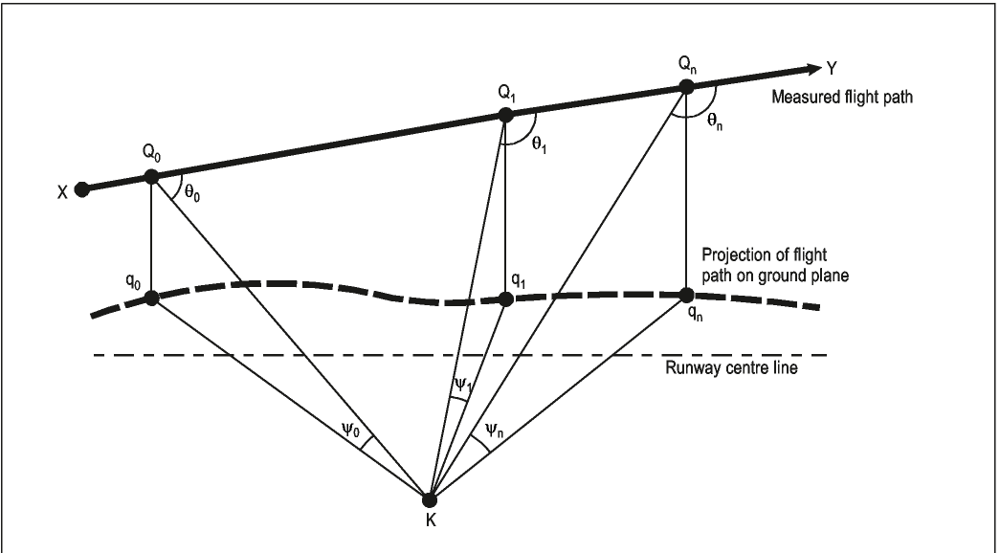 Y
Qn
Measured flight path
Q1
θn
θ1
Q0
X
θ0
Projection of flight
path on ground plane
q0
q1
qn
Runway centre line
ψ1
ψ0
ψn
K